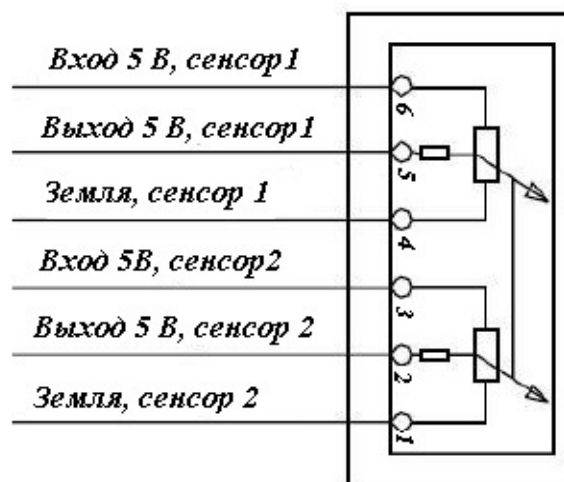 Вход 5 В, сенсор1
6
Выход 5 В, сенсор1
5
Земля, сенсор 1
4
Вход 5В, сенсор2
3
Выход 5 В, сенсор 2
2
Земля, сенсор 2
1